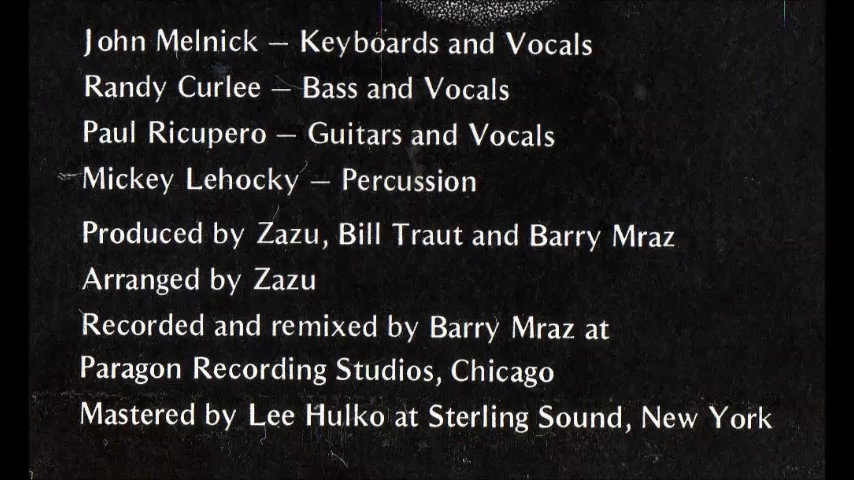 John Melnick – Keyboards and Vocals
Randy Curlee – Bass and Vocals
Paul Ricupero – Guitars and Vocals
Mickey Lehocky – Percussion
Produced by Zazu, Bill Traut and Barry Mraz
Arranged by Zazu
Recorded and remixed by Barry Mraz at
Paragon Recording Studios, Chicago
Mastered by Lee Hulko at Sterling Sound, New York